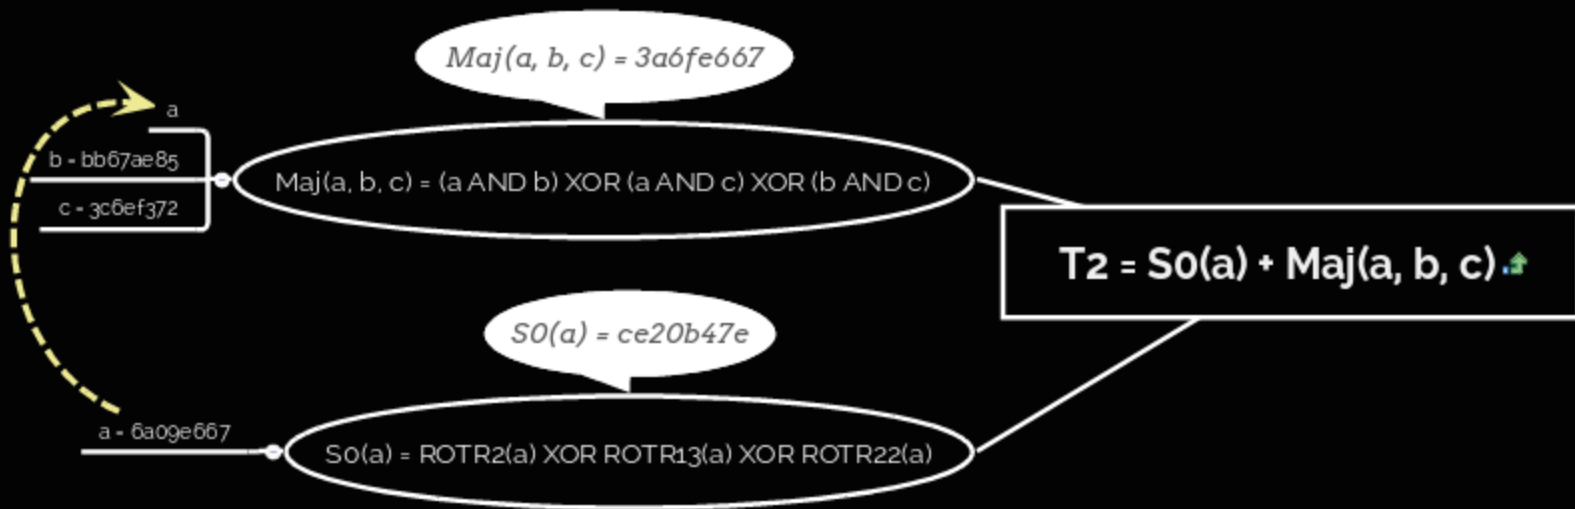 Maj(a, b, c) = 3a6fe667
a
b = bb67ae85
c = 3c6ef372
Maj(a, b, c) = (a AND b) XOR (a AND c) XOR (b AND c)
T2 = S0(a) + Maj(a, b, c)
S0(a) = ce20b47e
a = 6a09e667
S0(a) = ROTR2(a) XOR ROTR13(a) XOR ROTR22(a)